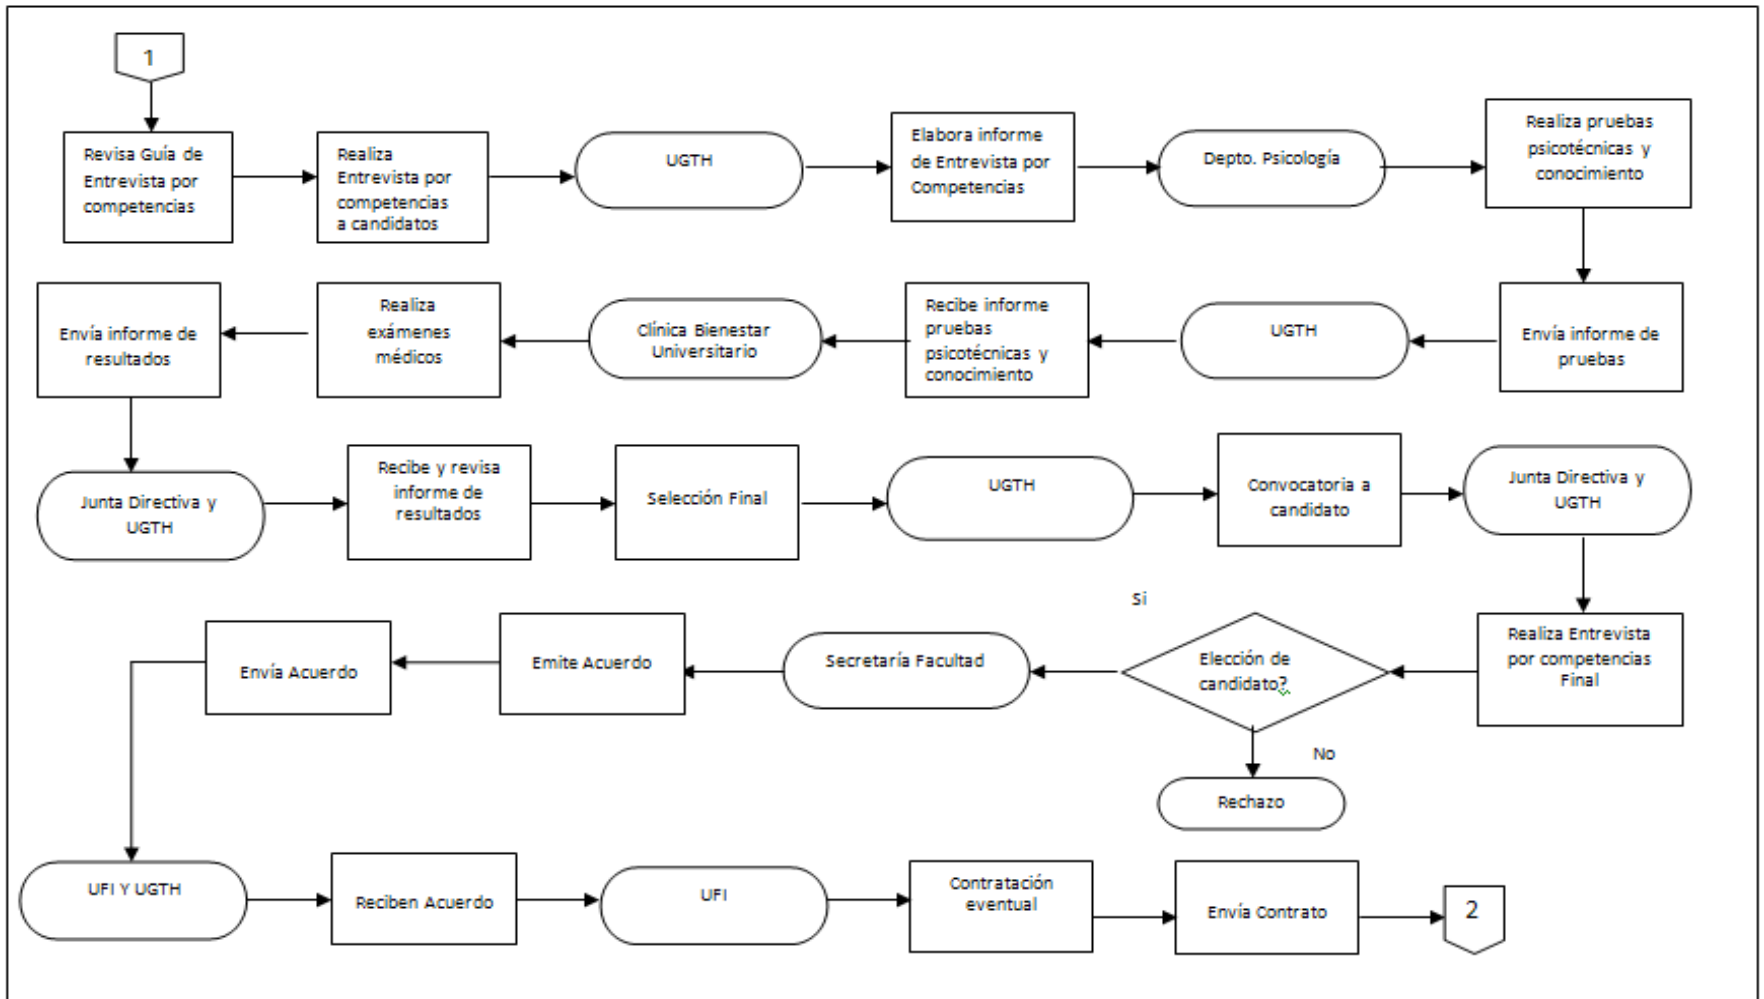 1
Revisa Guía de
Entrevista por
competencias
Realiza
Entrevista por
competencias
a candidatos
UGTH
Elabora informe
de Entrevista por
Competencias
Depto. Psicología
Realiza pruebas
psicotécnicas y
conocimiento
Envía informe de
pruebas
UGTH
Recibe informe
pruebas
psicotécnicas y
conocimiento
Clínica Bienestar
Universitario
Realiza
exámenes
médicos
Envía informe de
resultados
Junta Directiva y
UGTH
Recibe y revisa
informe de
resultados
Selección Final
UGTH
Convocatoria a
candidato
Junta Directiva y
UGTH
Realiza Entrevista
por competencias
Final
Elección de
candidato?
Si
No
Rechazo
Secretaría Facultad
Emite Acuerdo
Envía Acuerdo
UFI Y UGTH
Reciben Acuerdo
UFI
Contratación
eventual
Envía Contrato
2